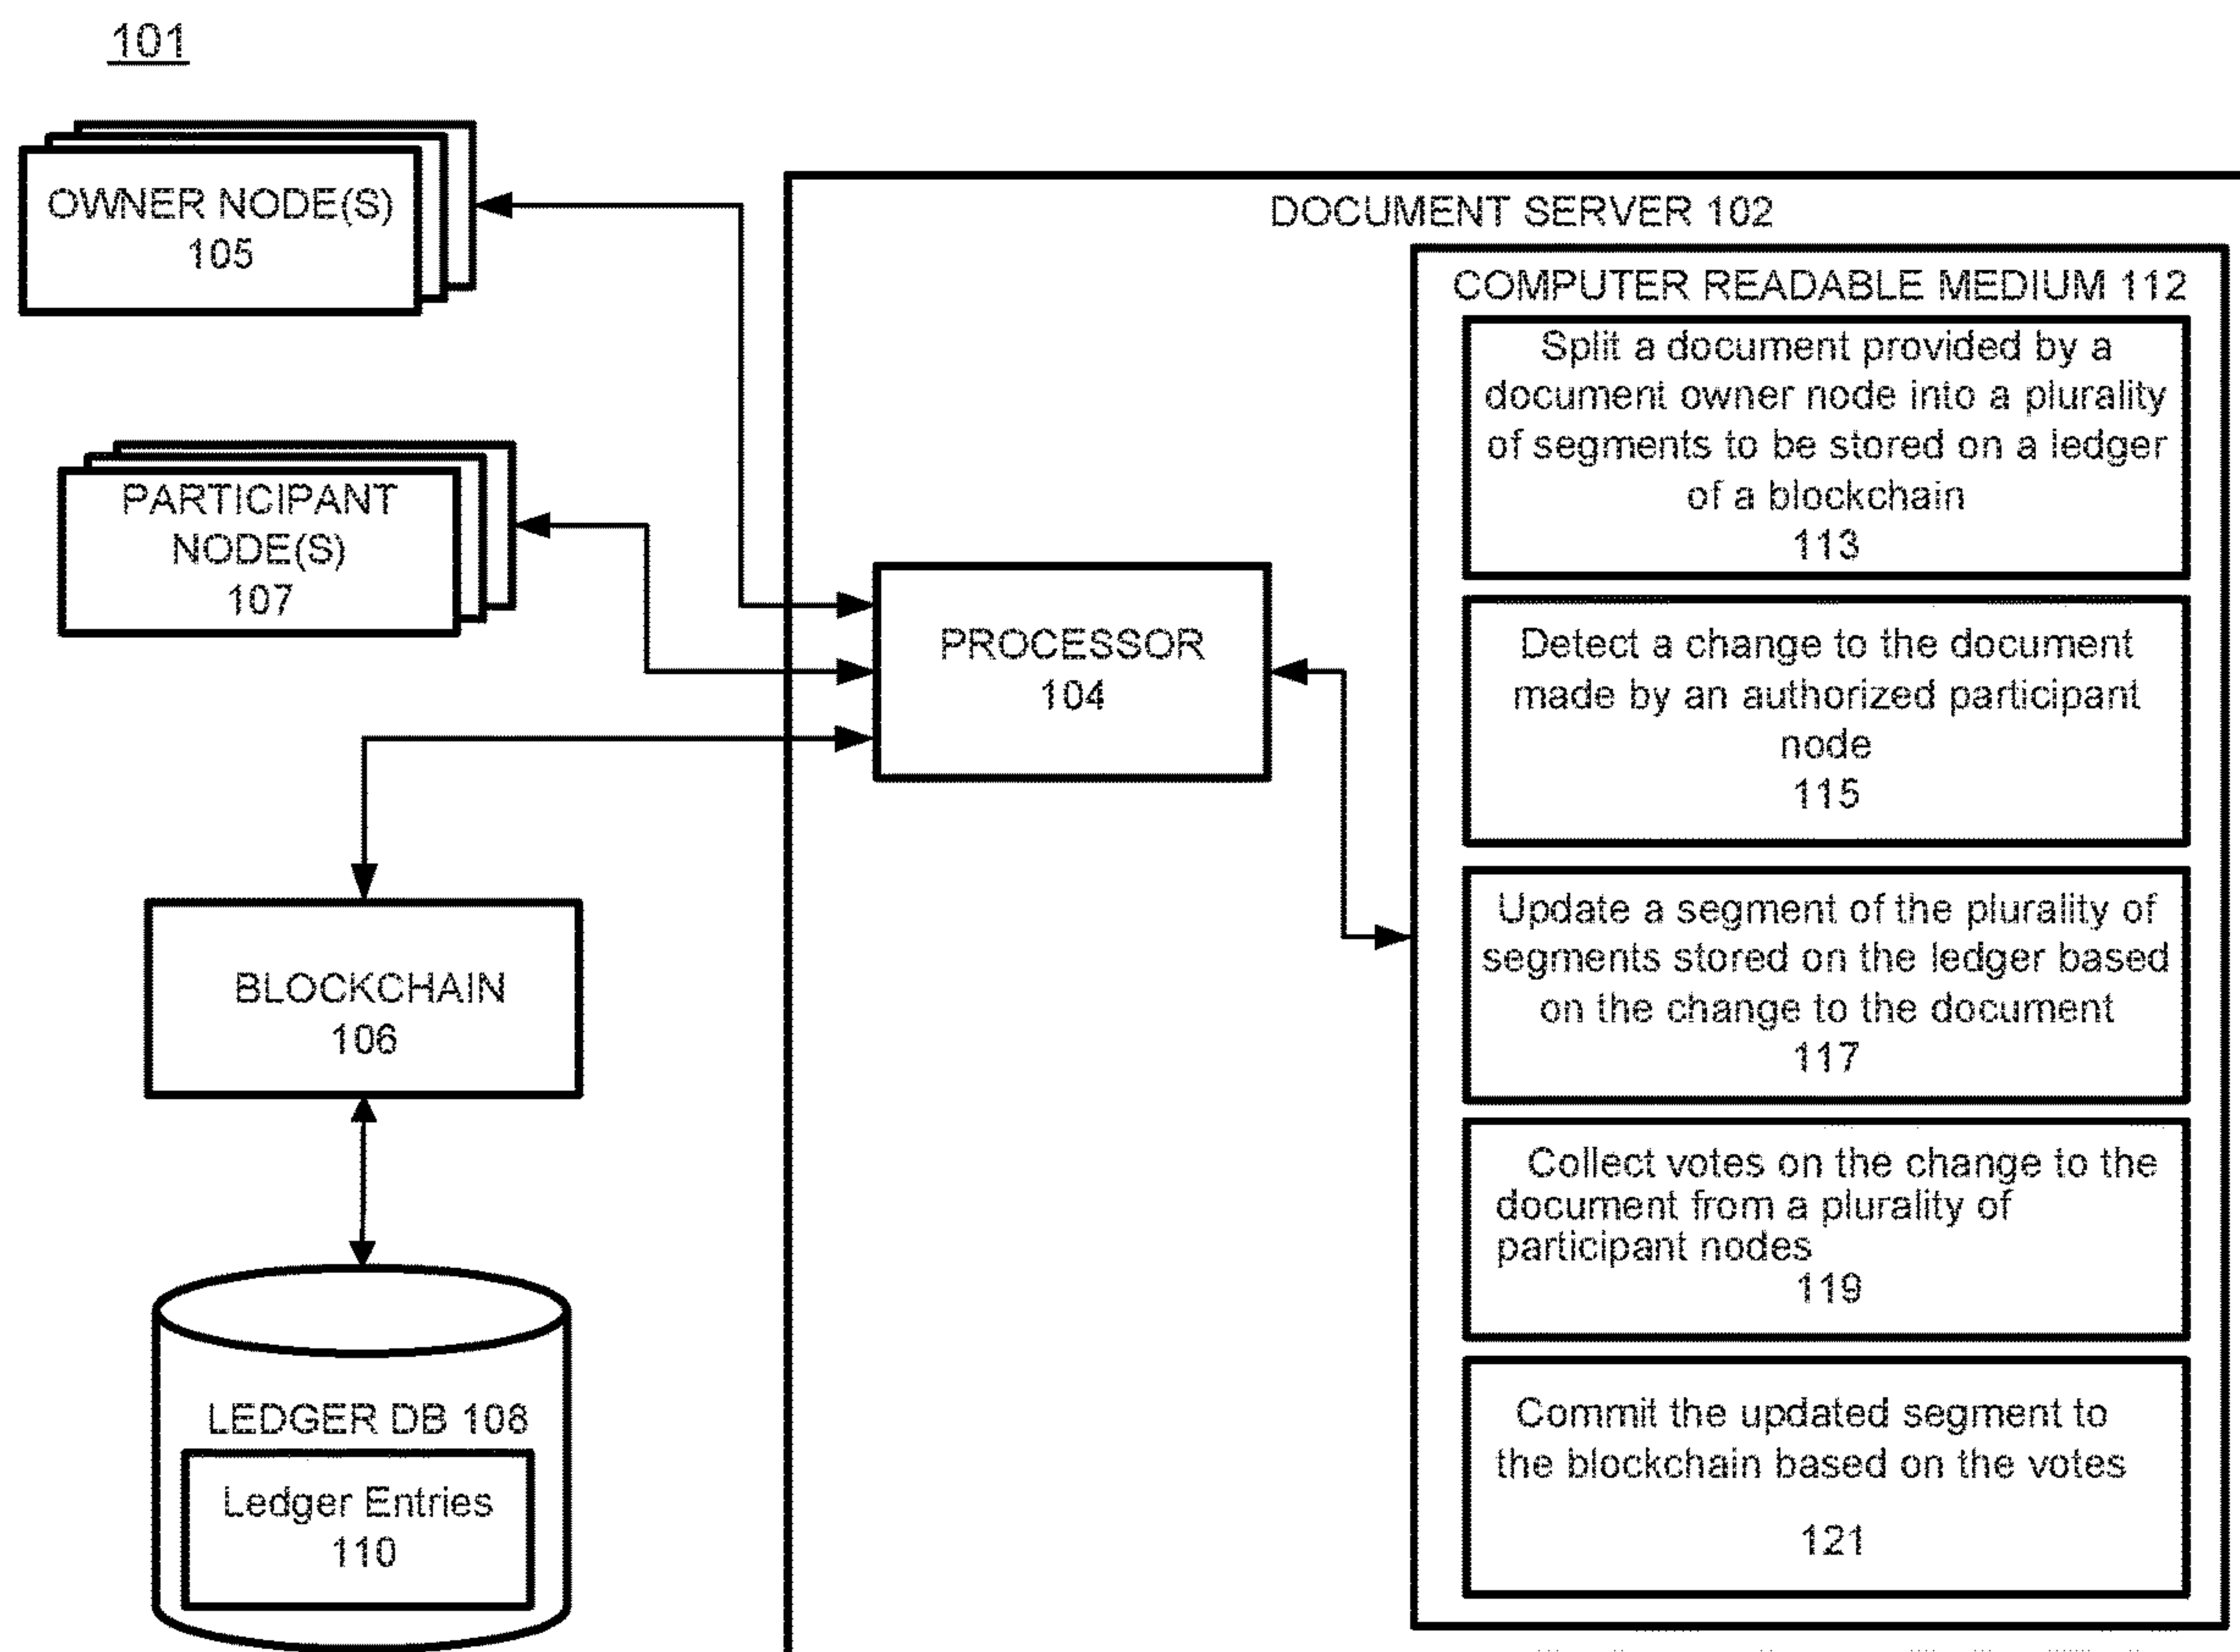 101
OWNER NODE(S)
105
PARTICIPANT
NODE(S)
107
BLOCKCHAIN
106
LEDGER DB 108
Ledger Entries
110
DOCUMENT SERVER 102
PROCESSOR
104
COMPUTER READABLE MEDIUM 112
Split a document provided by a
document owner node into a plurality
of segments to be stored on a ledger
of a blockchain
113
Detect a change to the document
made by an authorized participant
node
115
Update a segment of the plurality of
segments stored on the ledger based
on the change to the document
117
Collect votes on the change to the
document from a plurality of
participant nodes
119
Commit the updated segment to
the blockchain based on the votes
121